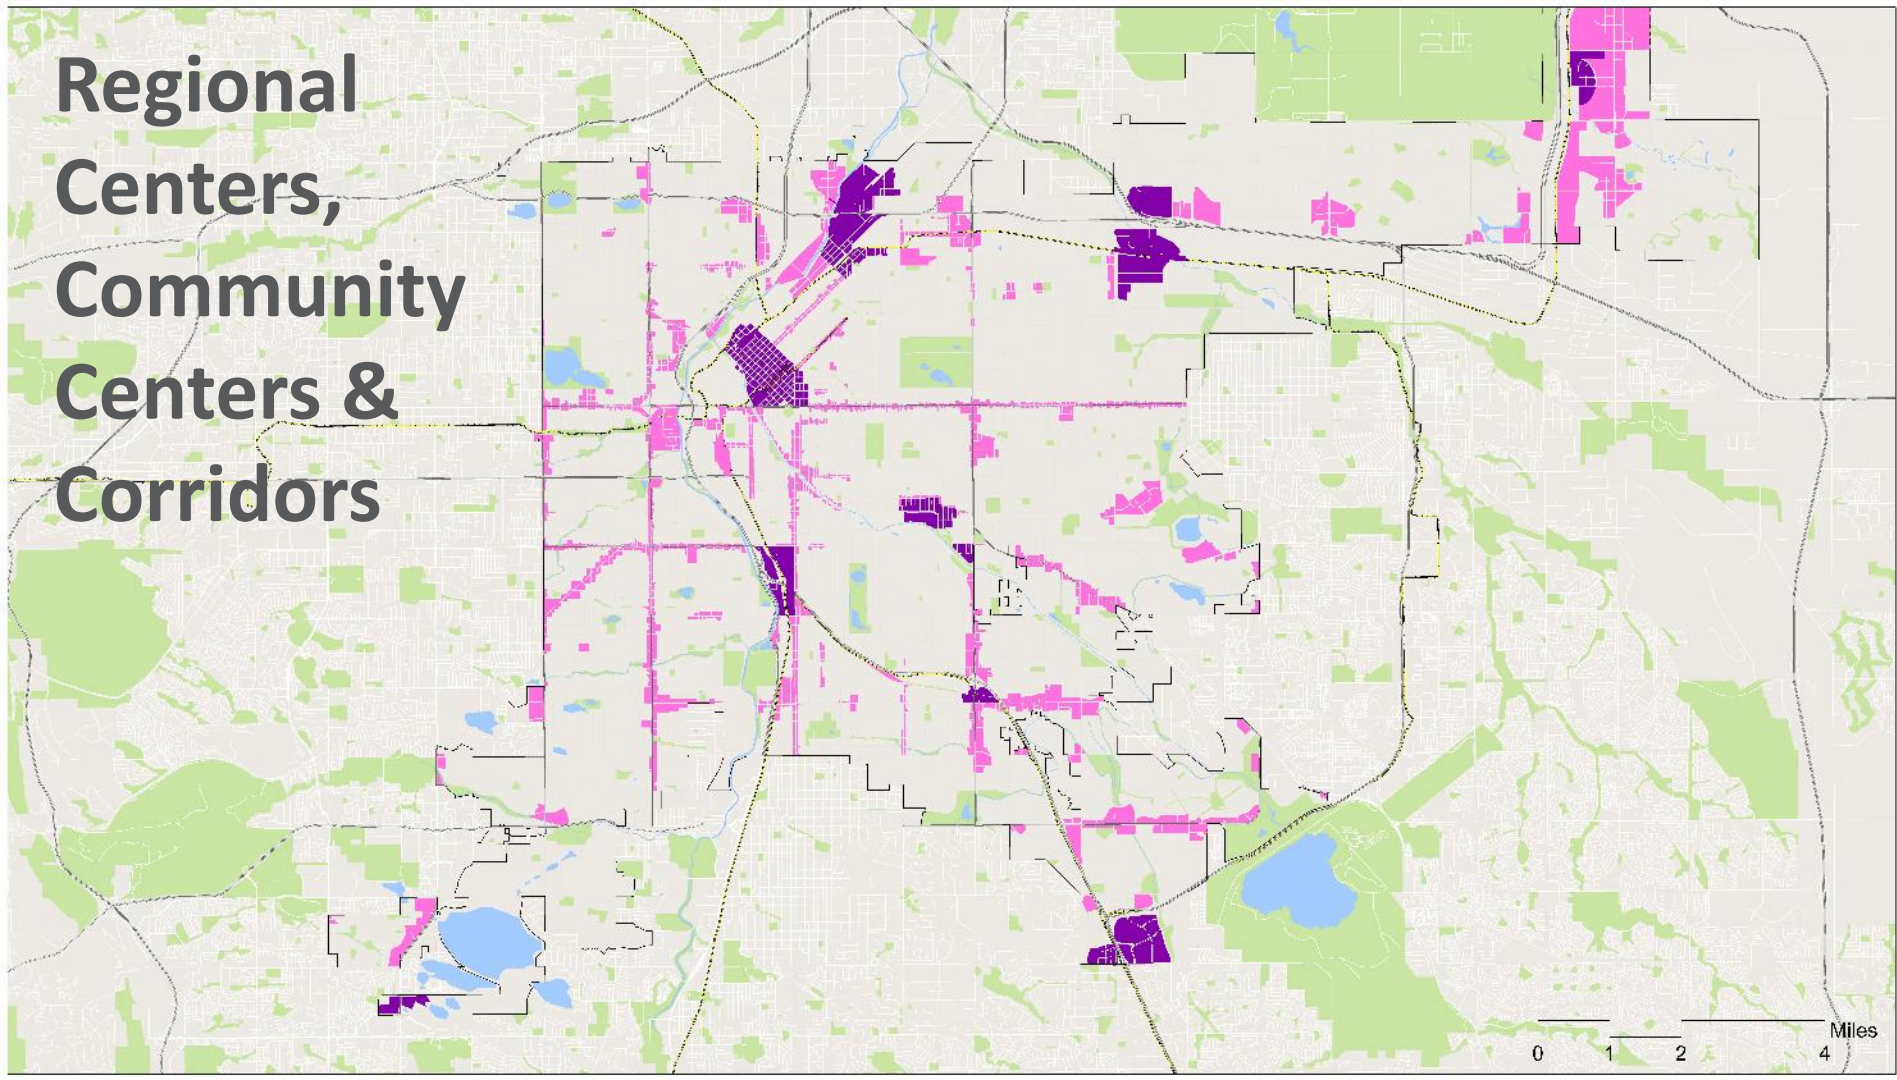 Regional
Centers,
Community
Centers &
Corridors
Miles
0 1 2 4